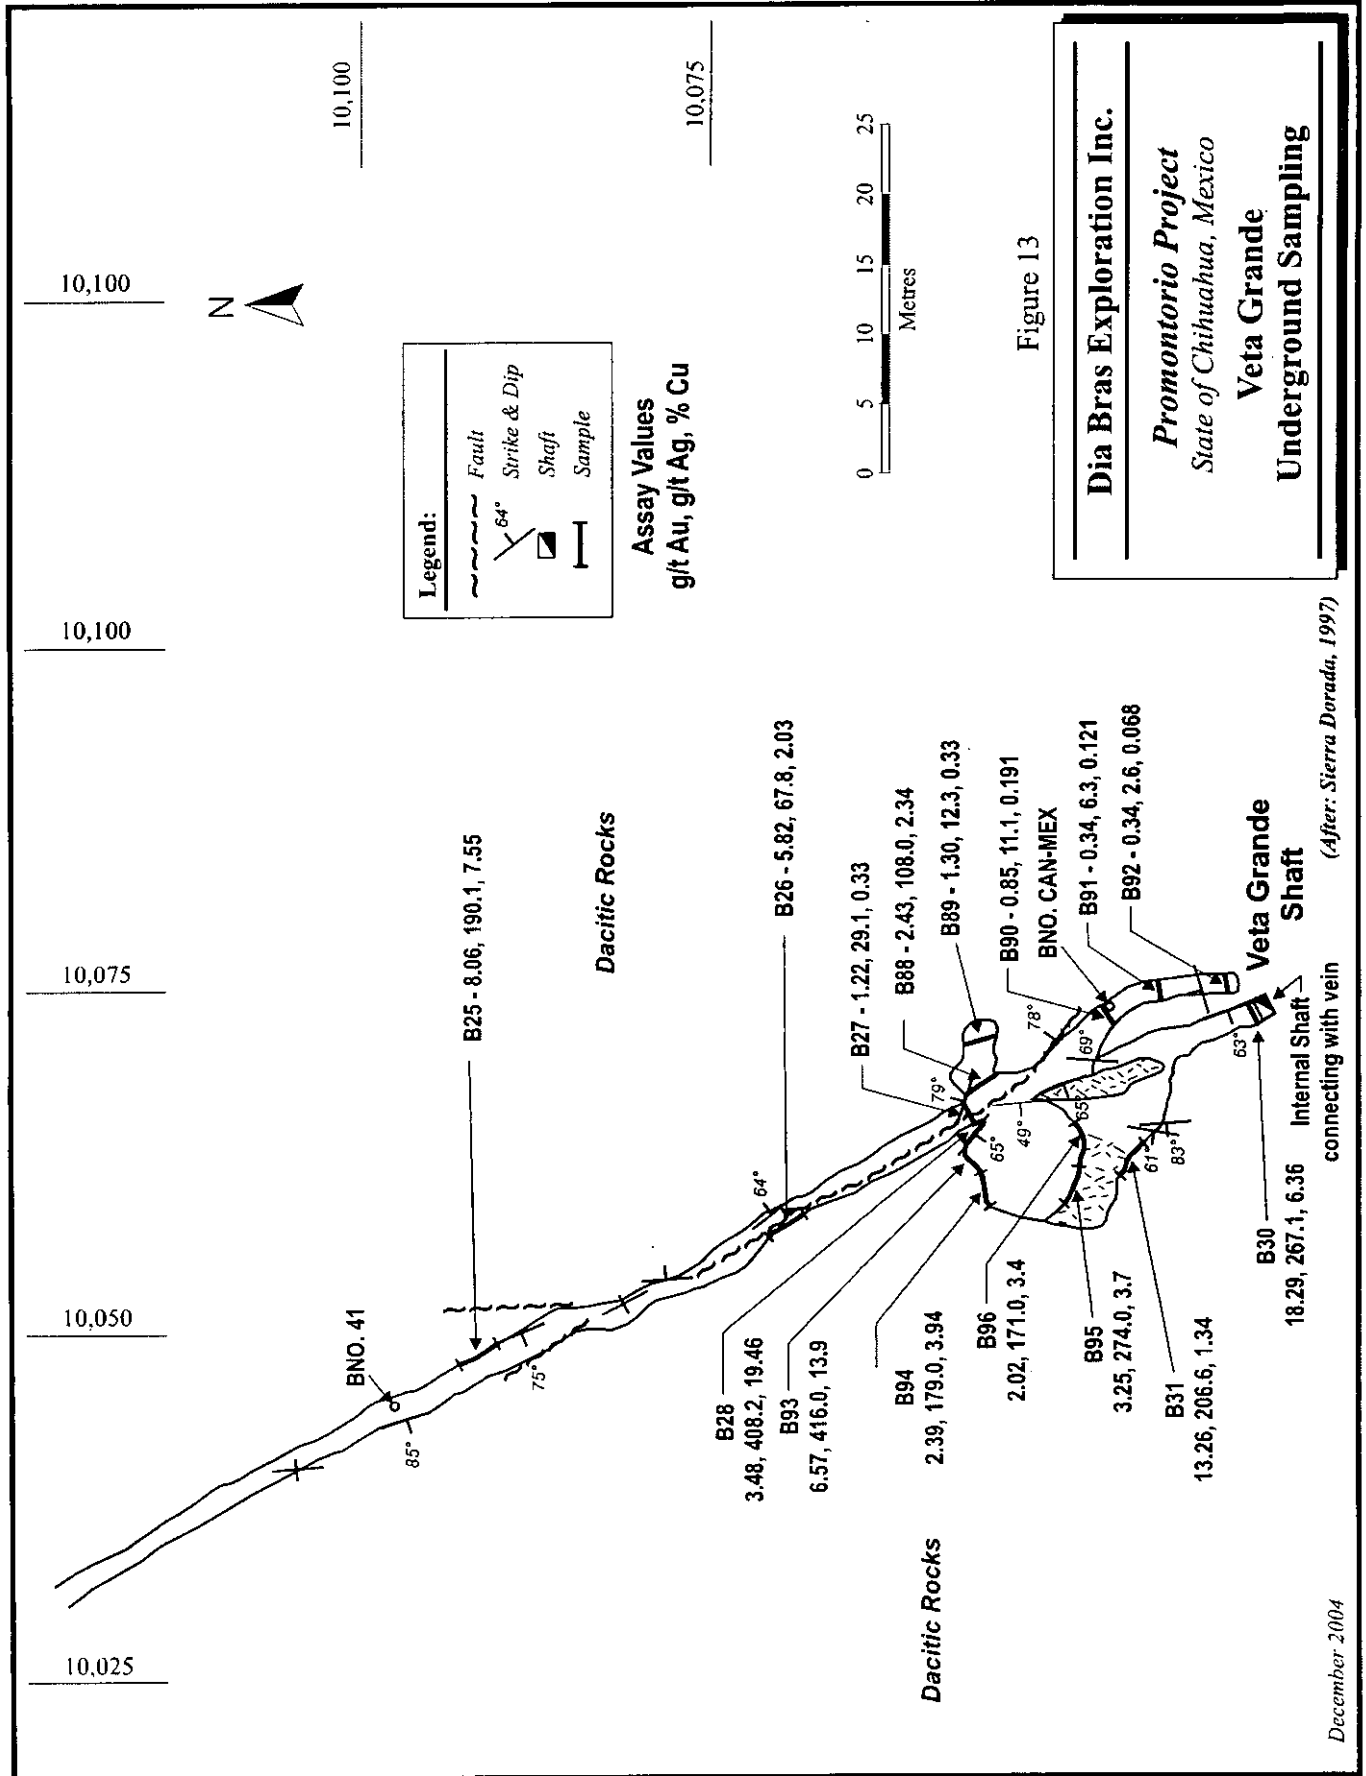 10,025
10,050
10,075
10,100
10,100
10,100
10,075
N
Legend:
Fault
64°
Strike & Dip
Shaft
Sample
Assay Values
g/t Au, g/t Ag, % Cu
0 5 10 15 20 25
Metres
BNO. 41
85°
75°
B25 - 8.06, 190.1, 7.55
Dacitic Rocks
64°
B26 - 5.82, 67.8, 2.03
B27 - 1.22, 29.1, 0.33
B88 - 2.43, 108.0, 2.34
B89 - 1.30, 12.3, 0.33
B90 - 0.85, 11.1, 0.191
BNO. CAN-MEX
B91 - 0.34, 6.3, 0.121
B92 - 0.34, 2.6, 0.068
79°
78°
65°
49°
69°
65°
61°
83°
63°
B28
3.48, 408.2, 19.46
B93
6.57, 416.0, 13.9
B94
2.39, 179.0, 3.94
B96
2.02, 171.0, 3.4
B95
3.25, 274.0, 3.7
B31
13.26, 206.6, 1.34
B30
18.29, 267.1, 6.36
Dacitic Rocks
Veta Grande
Shaft
Internal Shaft
connecting with vein
Figure 13
Dia Bras Exploration Inc.
Promontorio Project
State of Chihuahua, Mexico
Veta Grande
Underground Sampling
December 2004
(After: Sierra Dorada, 1997)